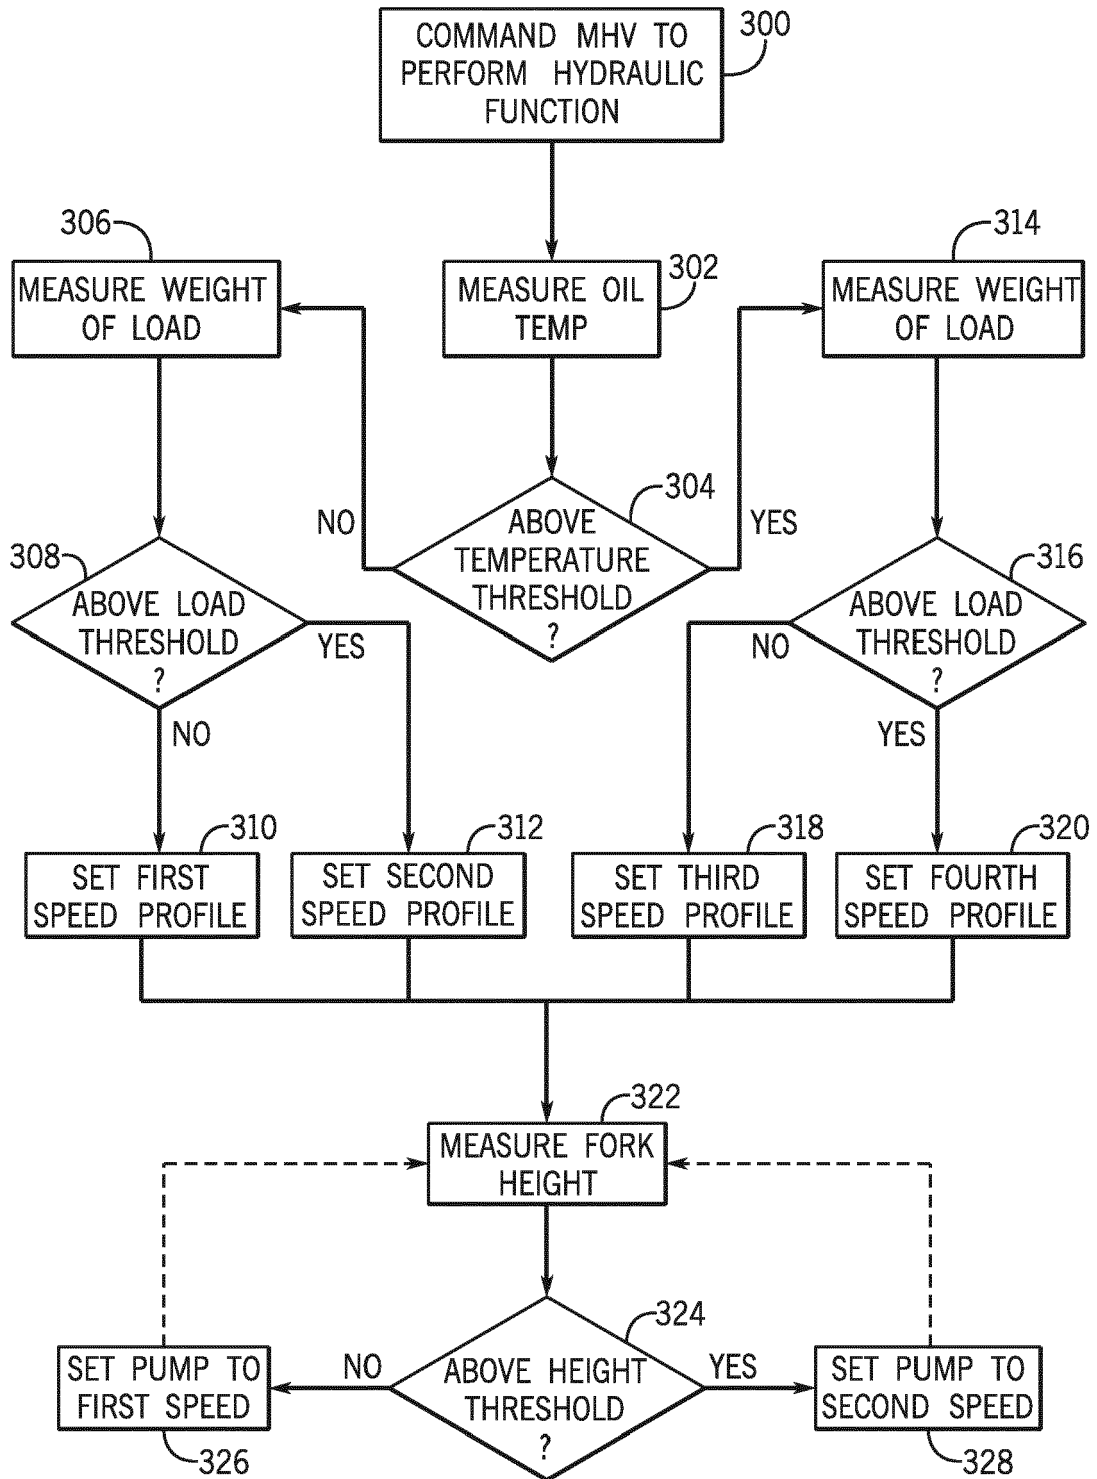 COMMAND MHV TO
PERFORM HYDRAULIC
FUNCTION
300
306
MEASURE WEIGHT
OF LOAD
302
MEASURE OIL
TEMP
314
MEASURE WEIGHT
OF LOAD
304
ABOVE
TEMPERATURE
THRESHOLD
?
NO
YES
308
ABOVE LOAD
THRESHOLD
?
YES
NO
316
ABOVE LOAD
THRESHOLD
?
NO
YES
310
SET FIRST
SPEED PROFILE
312
SET SECOND
SPEED PROFILE
318
SET THIRD
SPEED PROFILE
320
SET FOURTH
SPEED PROFILE
322
MEASURE FORK
HEIGHT
324
ABOVE HEIGHT
THRESHOLD
?
NO
YES
SET PUMP TO
FIRST SPEED
326
SET PUMP TO
SECOND SPEED
328